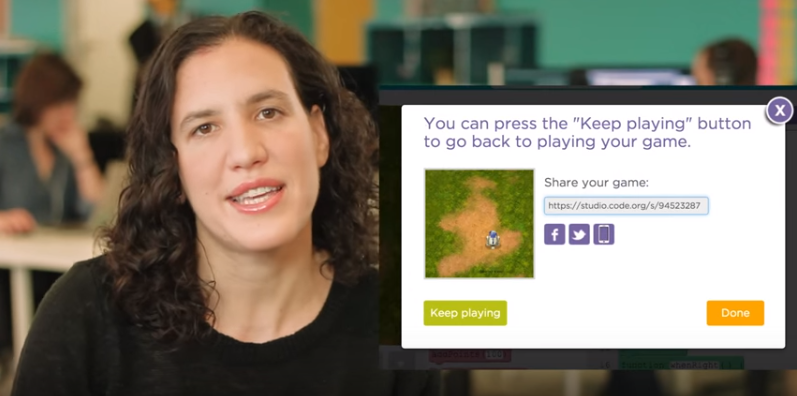 X
You can press the "Keep playing" button
to go back to playing your game.
Share your game:
https://studio.code.org/s/94523287
Keep playing
Done